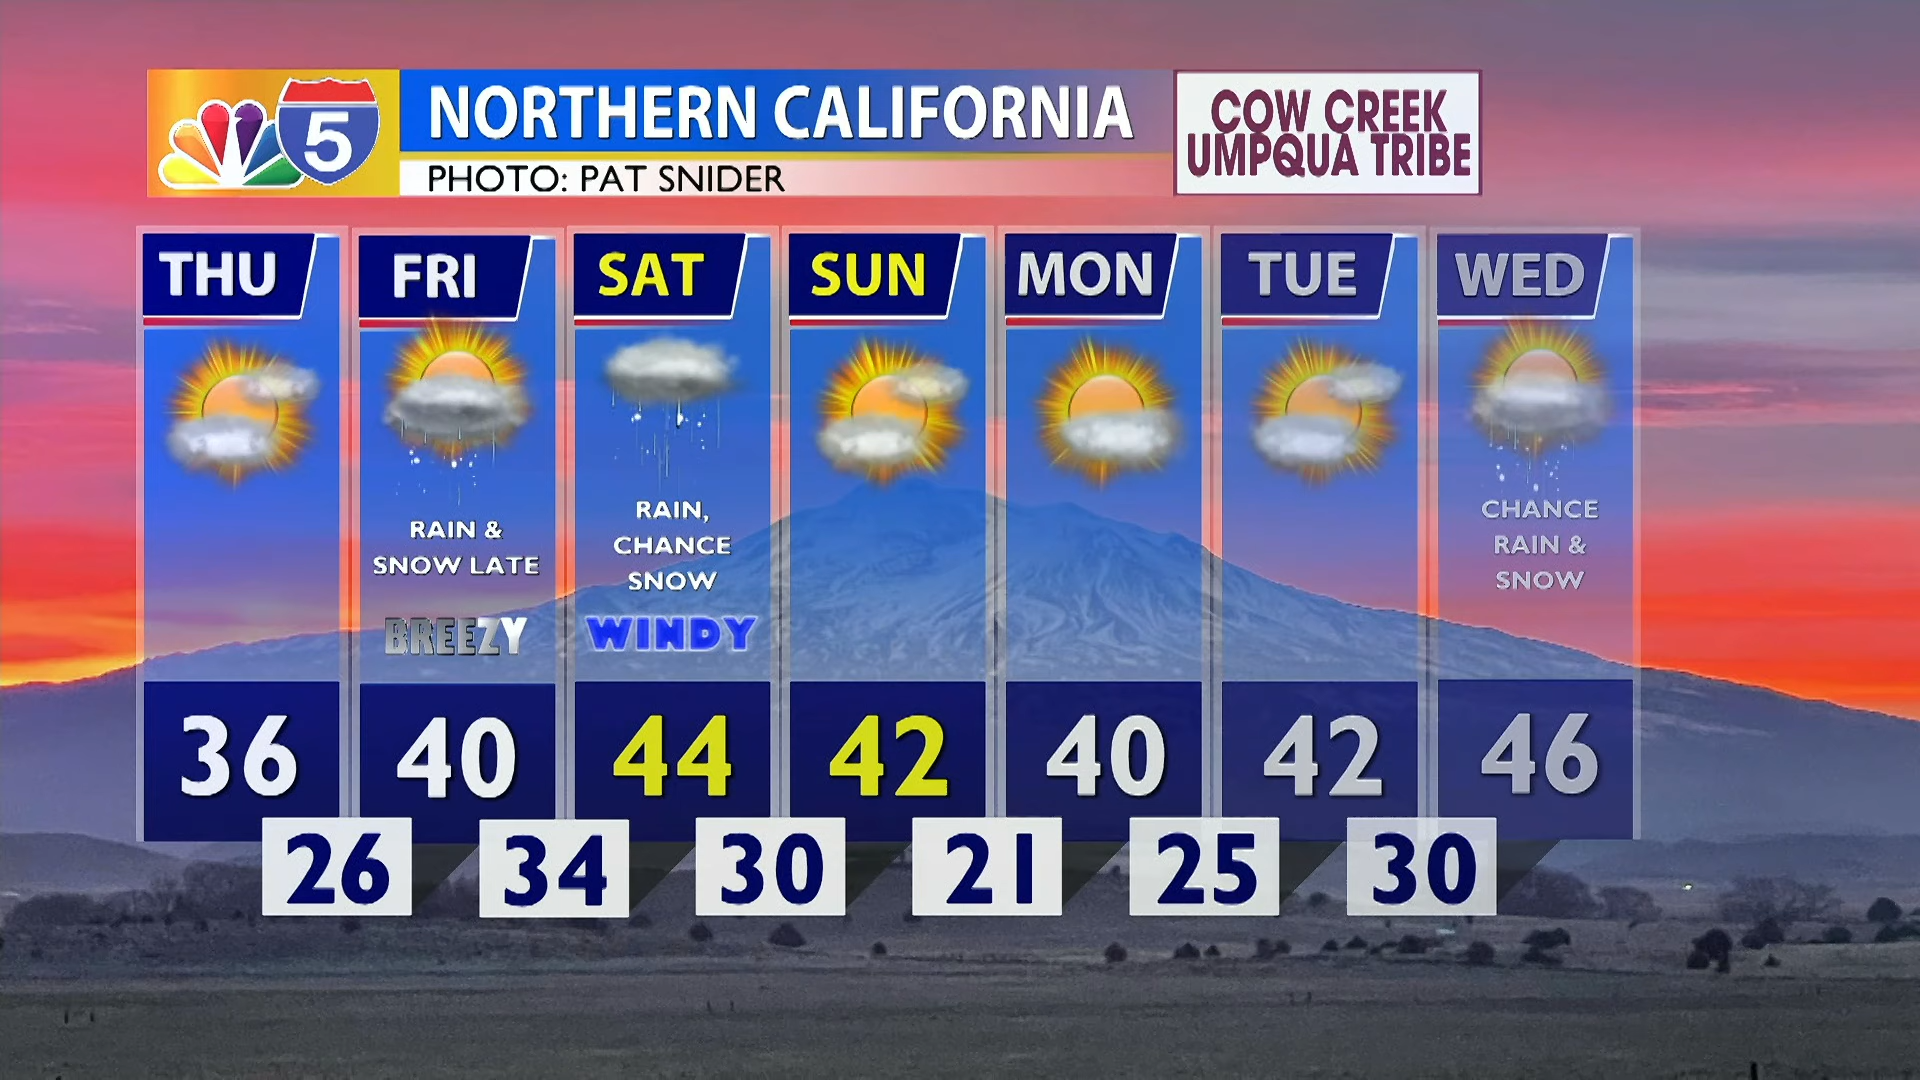 5
NORTHERN CALIFORNIA
PHOTO: PAT SNIDER
COW CREEK
UMPQUA TRIBE
THU
FRI
SAT
SUN
MON
TUE
WED
RAIN &
SNOW LATE
BREEZY
RAIN,
CHANCE
SNOW
WINDY
CHANCE
RAIN &
SNOW
36
40
44
42
40
42
46
26
34
30
21
25
30